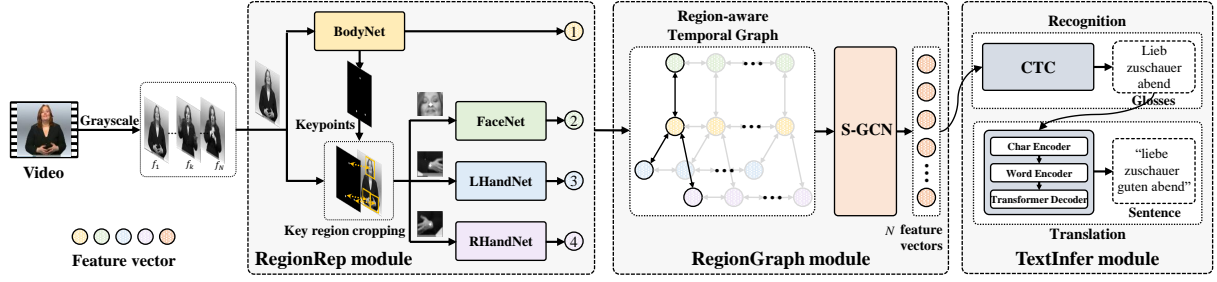 Video
Grayscale
f1
fk
fN
Feature vector
BodyNet
Keypoints
Key region cropping
FaceNet
LHandNet
RHandNet
1
2
3
4
RegionRep module
Region-aware
Temporal Graph
S-GCN
N feature
vectors
RegionGraph module
Recognition
CTC
Lieb
zuschauer
abend
Glosses
Char Encoder
Word Encoder
Transformer Decoder
“liebe
zuschauer
guten abend”
Sentence
Translation
TextInfer module